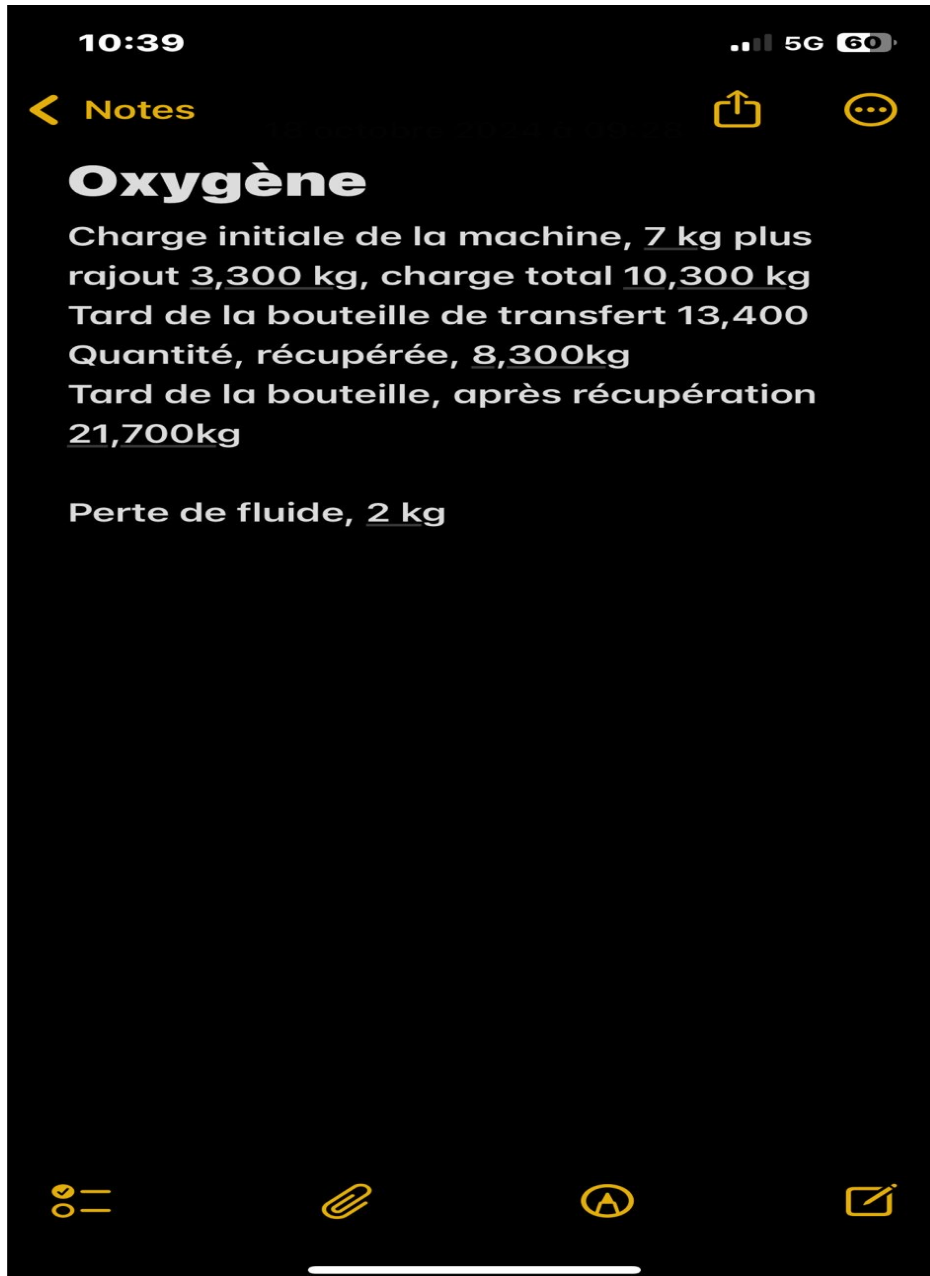 10:39
5G 60
Notes
Oxygène
Charge initiale de la machine, 7 kg plus
rajout 3,300 kg, charge total 10,300 kg
Tard de la bouteille de transfert 13,400
Quantité, récupérée, 8,300kg
Tard de la bouteille, après récupération
21,700kg
Perte de fluide, 2 kg